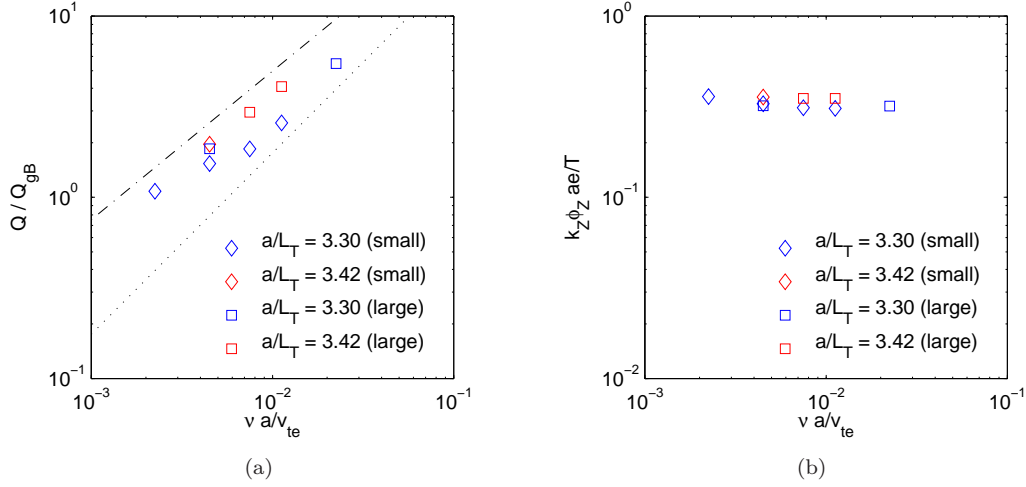 10^1
10^0
10^-1
Q / Q_gB
a/L_T = 3.30 (small)
a/L_T = 3.42 (small)
a/L_T = 3.30 (large)
a/L_T = 3.42 (large)
10^-3 10^-2 10^-1
ν a/v_te
(a)
10^0
10^-1
10^-2
k_Z ϕ_Z ae/T
a/L_T = 3.30 (small)
a/L_T = 3.42 (small)
a/L_T = 3.30 (large)
a/L_T = 3.42 (large)
10^-3 10^-2 10^-1
ν a/v_te
(b)